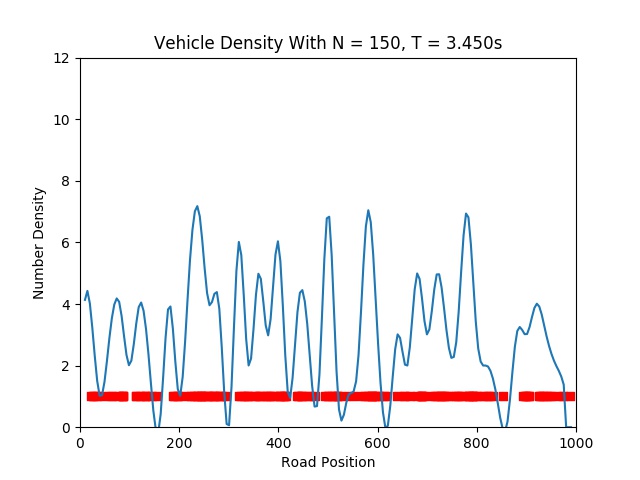 Vehicle Density With N = 150, T = 3.450s
12
10
8
6
4
2
0
Number Density
0 200 400 600 800 1000
Road Position